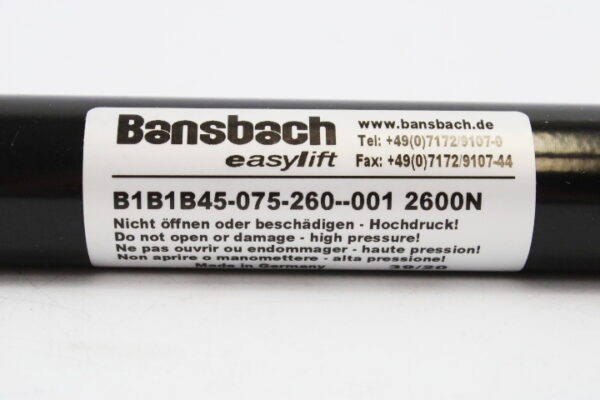 Bansbach
easylift
www.bansbach.de
Tel: +49(0)7172/9107-0
Fax: +49(0)7172/9107-44
B1B1B45-075-260--001 2600N
Nicht öffnen oder beschädigen - Hochdruck!
Do not open or damage - high pressure!
Ne pas ouvrir ou endommager - haute pression!
Non aprire o manomettere - alta pressione!
Made in Germany 39/20